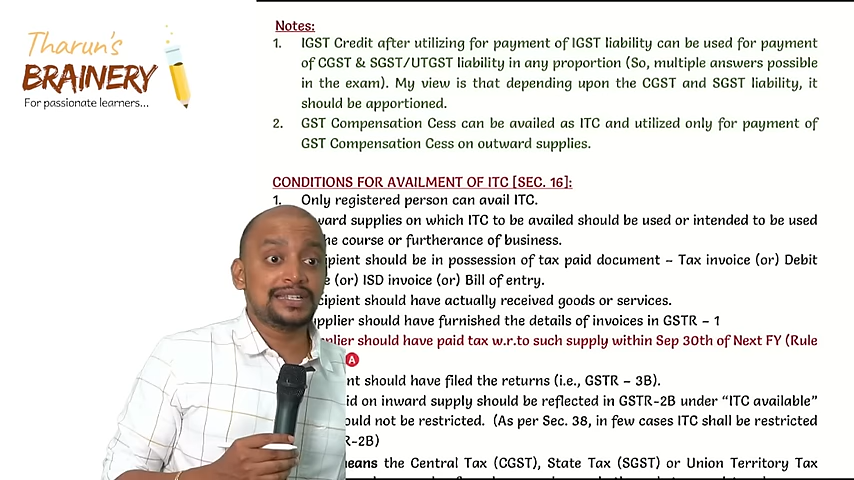 Tharun's
BRAINERY
For passionate learners...
Notes:
1. IGST Credit after utilizing for payment of IGST liability can be used for payment
of CGST & SGST/UTGST liability in any proportion (So, multiple answers possible
in the exam). My view is that depending upon the CGST and SGST liability, it
should be apportioned.
2. GST Compensation Cess can be availed as ITC and utilized only for payment of
GST Compensation Cess on outward supplies.
CONDITIONS FOR AVAILMENT OF ITC [SEC. 16]:
1. Only registered person can avail ITC.
ward supplies on which ITC to be availed should be used or intended to be used
he course or furtherance of business.
cipient should be in possession of tax paid document – Tax invoice (or) Debit
e (or) ISD invoice (or) Bill of entry.
cipient should have actually received goods or services.
upplier should have furnished the details of invoices in GSTR – 1
plier should have paid tax w.r.to such supply within Sep 30th of Next FY (Rule
A
nt should have filed the returns (i.e., GSTR – 3B).
id on inward supply should be reflected in GSTR-2B under “ITC available”
ould not be restricted. (As per Sec. 38, in few cases ITC shall be restricted
R-2B)
means the Central Tax (CGST), State Tax (SGST) or Union Territory Tax